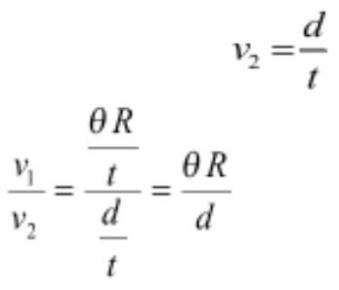 v₂ = d/t
v₁/v₂ = (θR/t)/(d/t) = θR/d